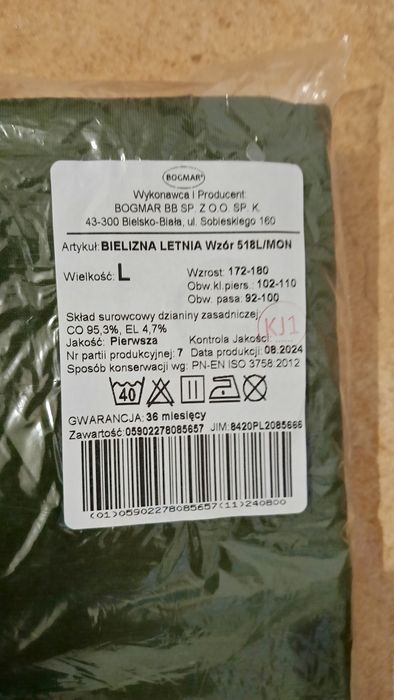 BOGMAR®
Wykonawca i Producent:
BOGMAR BB SP. Z O.O. SP. K.
43-300 Bielsko-Biała, ul. Sobieskiego 160
Artykuł: BIELIZNA LETNIA Wzór 518L/MON
Wielkość: L
Wzrost: 172-180
Obw. kl.piers.: 102-110
Obw. pasa: 92-100
Skład surowcowy dzianiny zasadniczej:
CO 95,3%, EL 4,7%
KJ1
Jakość: Pierwsza Kontrola Jakości:
Nr partii produkcyjnej: 7 Data produkcji: 08.2024
Sposób konserwacji wg: PN-EN ISO 3758:2012
40
GWARANCJA: 36 miesięcy
Zawartość: 05902278085657 JIM: 8420PL2085666
(01)05902278085657(11)240800